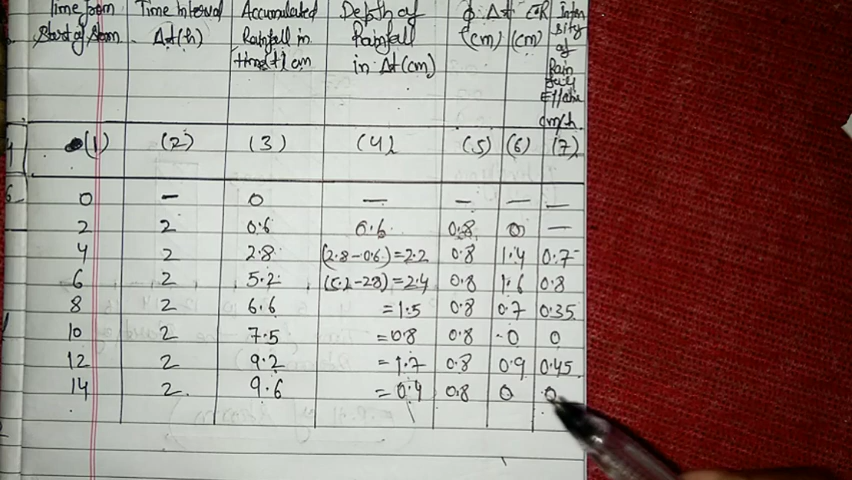 Time from Time Interval Accumulated Depth of ϕ. Δt ER Inten
Start of Storm Δt(h) Rainfall in Rainfall (cm) (cm) sity
Time t cm in Δt(cm) of
Rain
cm/h.
(1) (2) (3) (4) (5) (6) (7)
0 — 0 — — — —
2 2 0.6 0.6 0.8 0 —
4 2 2.8 (2.8-0.6)=2.2 0.8 1.4 0.7
6 2 5.2 (5.2-2.8)=2.4 0.8 1.6 0.8
8 2 6.6 =1.5 0.8 0.7 0.35
10 2 7.5 =0.8 0.8 0 0
12 2 9.2 =1.7 0.8 0.9 0.45
14 2 9.6 =0.4 0.8 0 0